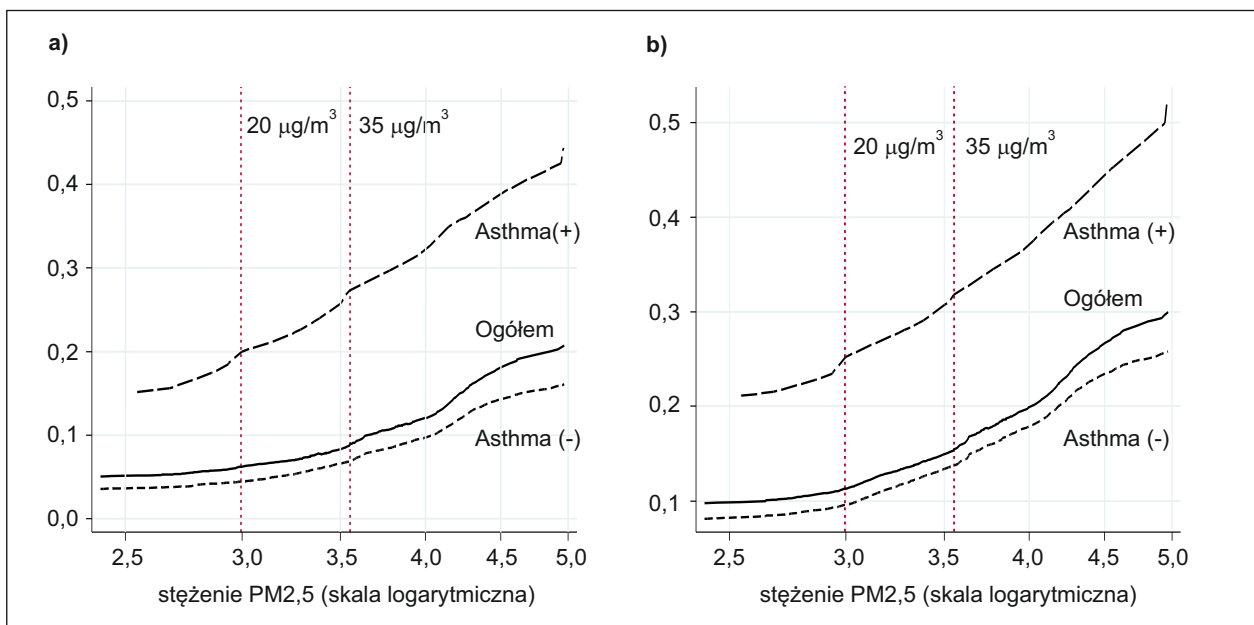 a)
0,5
0,4
0,3
0,2
0,1
0,0
20 µg/m³
35 µg/m³
Asthma(+)
Ogółem
Asthma (-)
2,5 3,0 3,5 4,0 4,5 5,0
stężenie PM2,5 (skala logarytmiczna)
b)
0,5
0,4
0,3
0,2
0,1
20 µg/m³
35 µg/m³
Asthma (+)
Ogółem
Asthma (-)
2,5 3,0 3,5 4,0 4,5 5,0
stężenie PM2,5 (skala logarytmiczna)